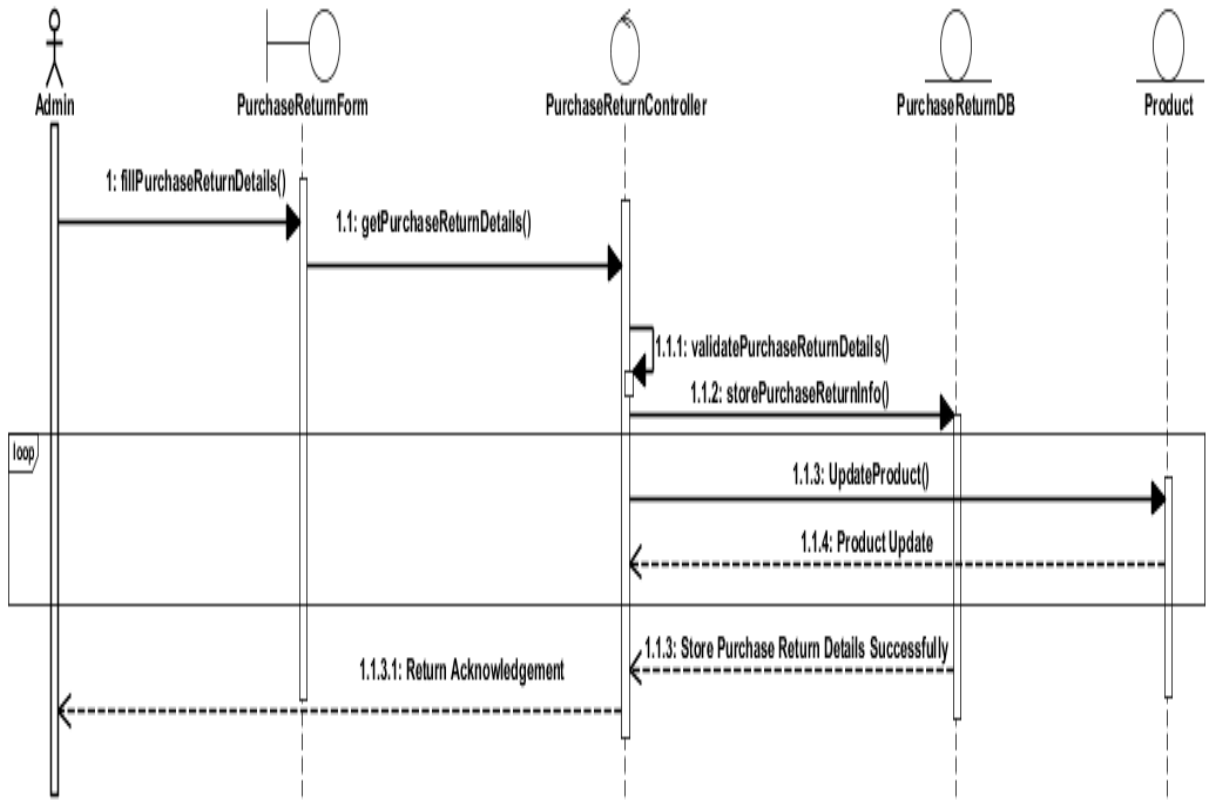 Admin
PurchaseReturnForm
PurchaseReturnController
PurchaseReturnDB
Product
1: fillPurchaseReturnDetails()
1.1: getPurchaseReturnDetails()
1.1.1: validatePurchaseReturnDetails()
1.1.2: storePurchaseReturnInfo()
loop
1.1.3: UpdateProduct()
1.1.4: Product Update
1.1.3: Store Purchase Return Details Successfully
1.1.3.1: Return Acknowledgement